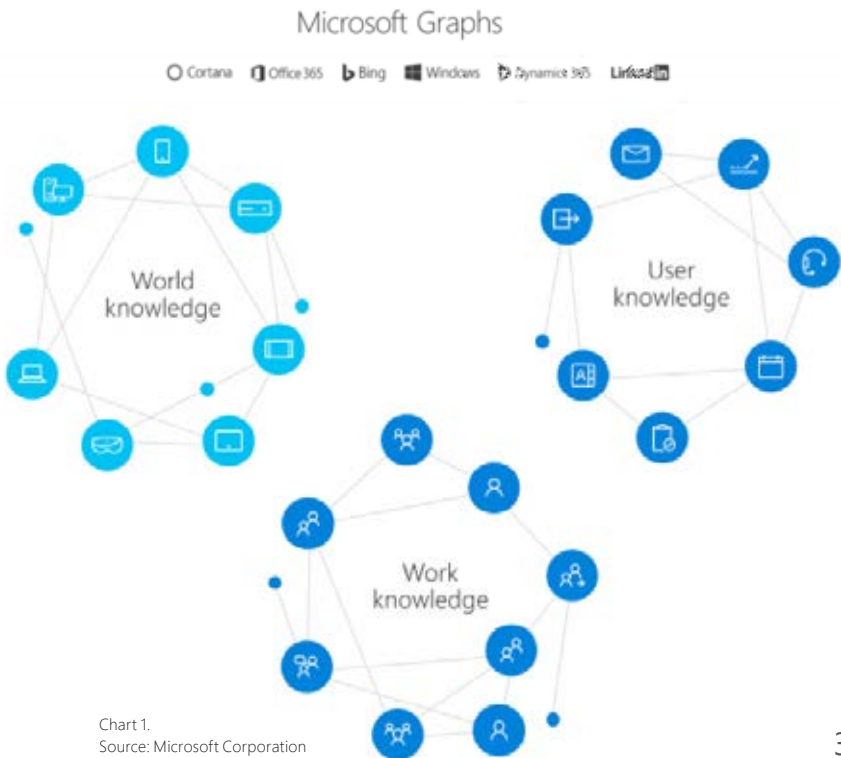 Microsoft Graphs
Cortana Office 365 Bing Windows Dynamics 365 LinkedIn
World
knowledge
User
knowledge
Work
knowledge
Chart 1.
Source: Microsoft Corporation
3